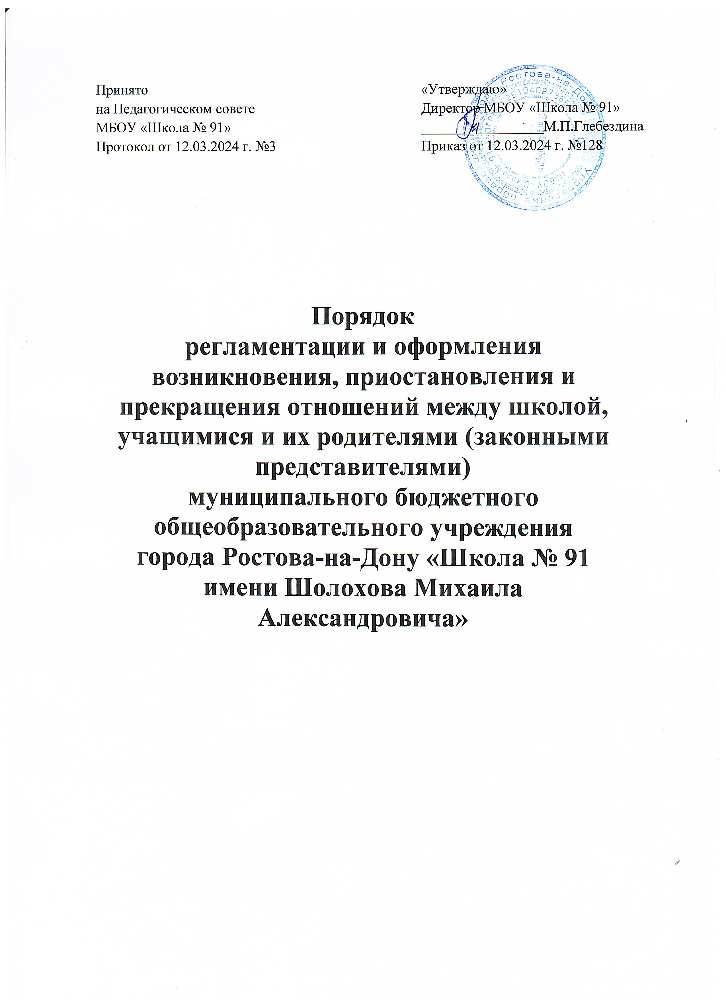 Принято
на Педагогическом совете
МБОУ «Школа № 91»
Протокол от 12.03.2024 г. №3
«Утверждаю»
Директор МБОУ «Школа № 91»
М.П.Глебездина
Приказ от 12.03.2024 г. №128
Порядок
регламентации и оформления
возникновения, приостановления и
прекращения отношений между школой,
учащимися и их родителями (законными
представителями)
муниципального бюджетного
общеобразовательного учреждения
города Ростова-на-Дону «Школа № 91
имени Шолохова Михаила
Александровича»